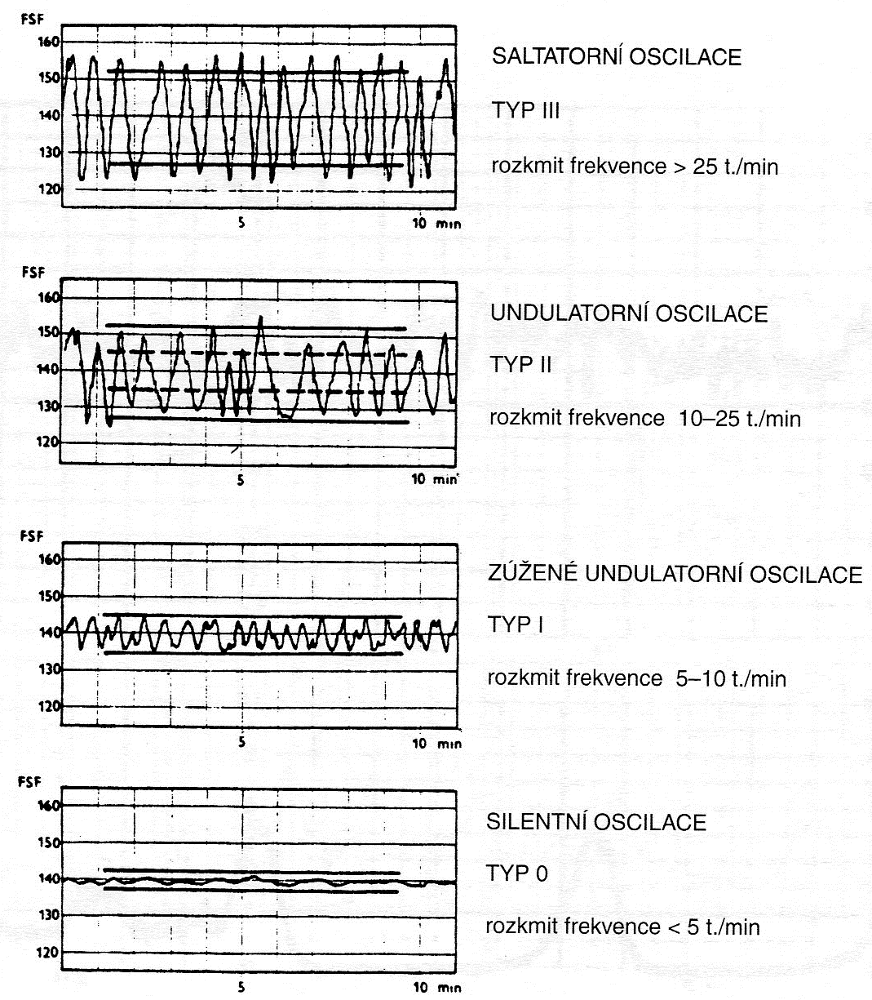 FSF
160
150
140
130
120
5 10 min
SALTATORNÍ OSCILACE
TYP III
rozkmit frekvence > 25 t./min
FSF
160
150
140
130
120
5 10 min
UNDULATORNÍ OSCILACE
TYP II
rozkmit frekvence 10–25 t./min
FSF
160
150
140
130
120
5 10 min
ZÚŽENÉ UNDULATORNÍ OSCILACE
TYP I
rozkmit frekvence 5–10 t./min
FSF
160
150
140
130
120
5 10 min
SILENTNÍ OSCILACE
TYP 0
rozkmit frekvence < 5 t./min